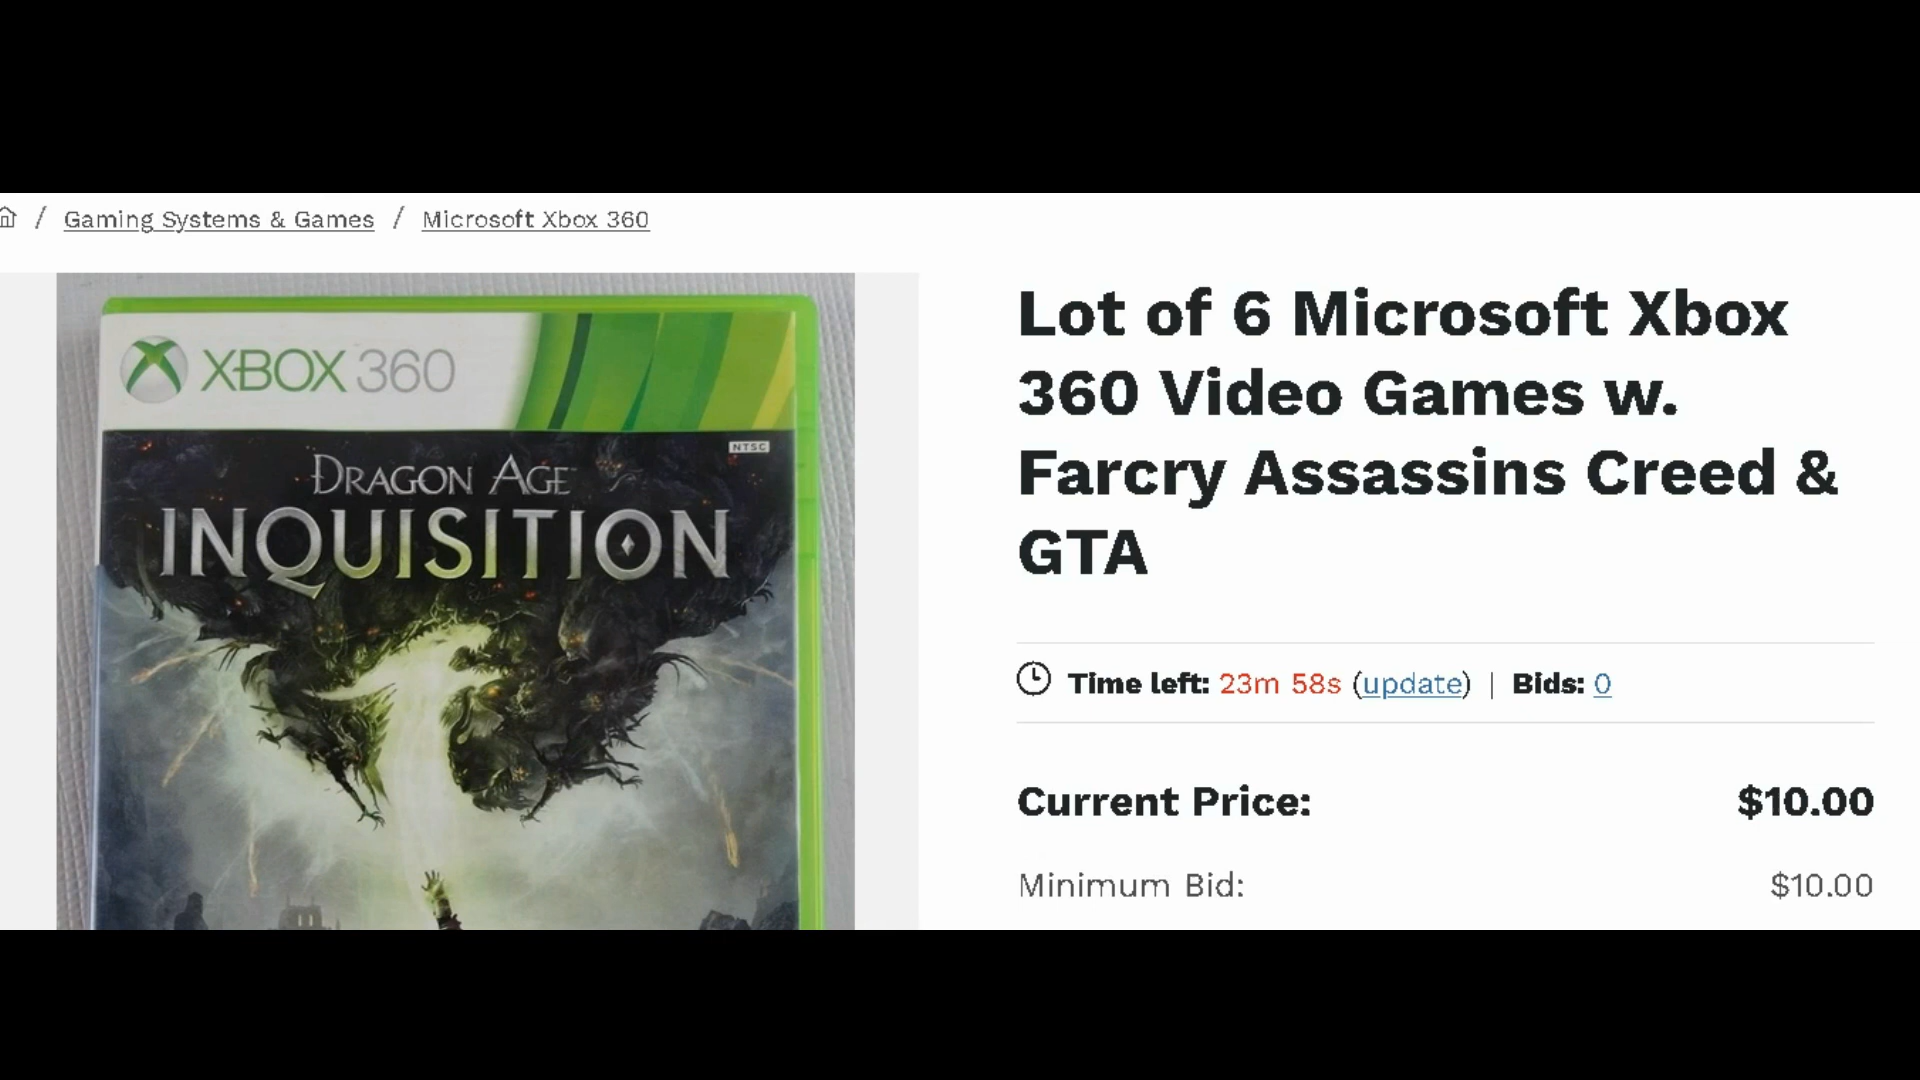 / Gaming Systems & Games / Microsoft Xbox 360
XBOX 360
NTSC
DRAGON AGE
INQUISITION
Lot of 6 Microsoft Xbox
360 Video Games w.
Farcry Assassins Creed &
GTA
Time left: 23m 58s (update) | Bids: 0
Current Price: $10.00
Minimum Bid: $10.00